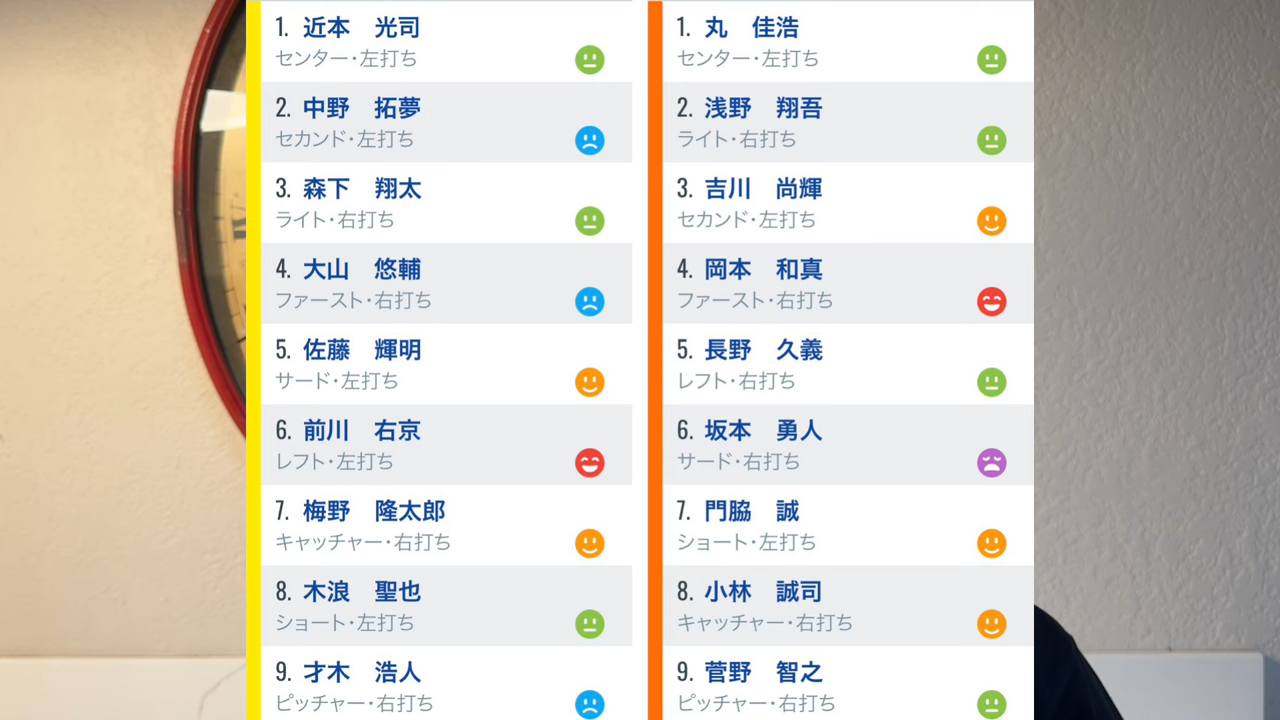 1. 近本 光司
センター・左打ち
2. 中野 拓夢
セカンド・左打ち
3. 森下 翔太
ライト・右打ち
4. 大山 悠輔
ファースト・右打ち
5. 佐藤 輝明
サード・左打ち
6. 前川 右京
レフト・左打ち
7. 梅野 隆太郎
キャッチャー・右打ち
8. 木浪 聖也
ショート・左打ち
9. 才木 浩人
ピッチャー・右打ち
1. 丸 佳浩
センター・左打ち
2. 浅野 翔吾
ライト・右打ち
3. 吉川 尚輝
セカンド・左打ち
4. 岡本 和真
ファースト・右打ち
5. 長野 久義
レフト・右打ち
6. 坂本 勇人
サード・右打ち
7. 門脇 誠
ショート・左打ち
8. 小林 誠司
キャッチャー・右打ち
9. 菅野 智之
ピッチャー・右打ち